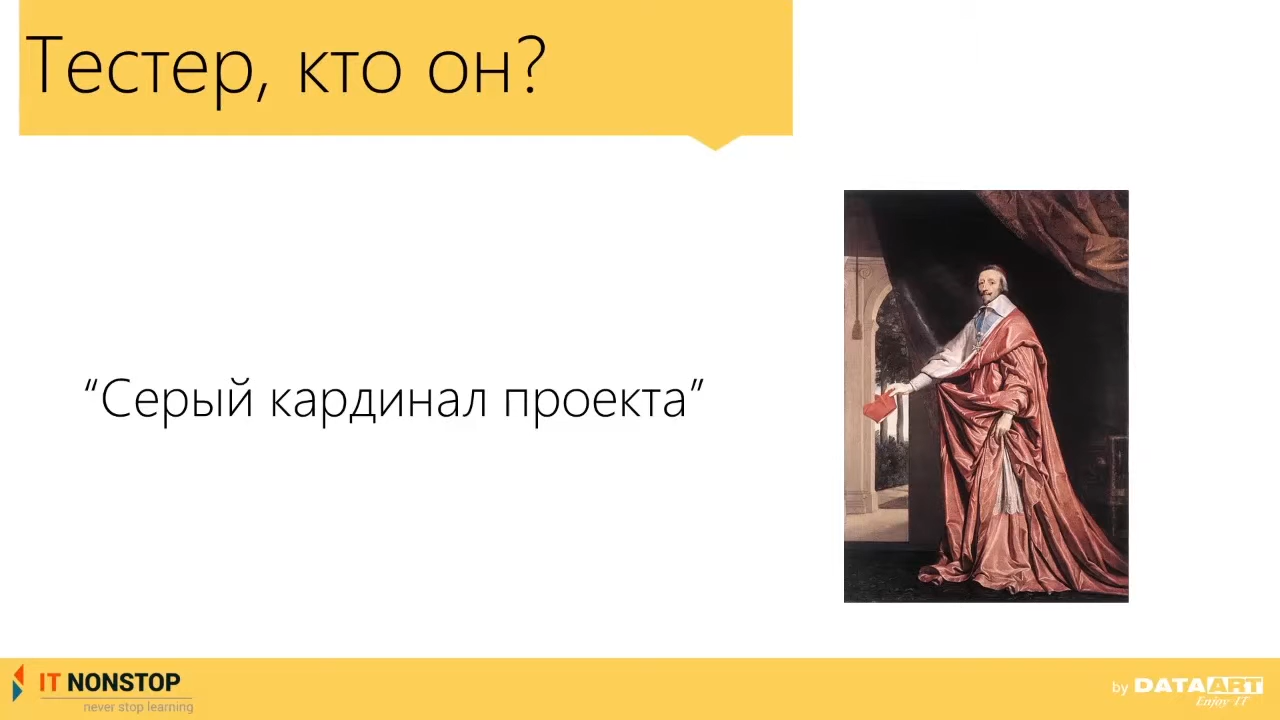 Тестер, кто он?
“Серый кардинал проекта”
IT NONSTOP
never stop learning
by DATAART
Enjoy IT